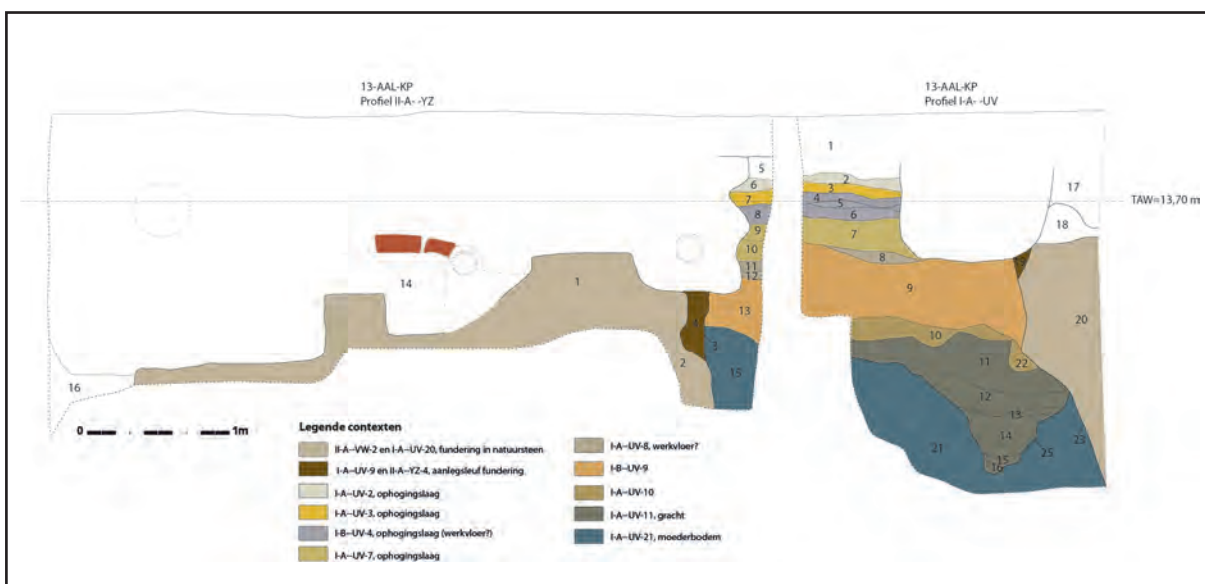 13-AAL-KP
Profiel II-A- -YZ
13-AAL-KP
Profiel I-A- -UV
TAW=13,70 m
1
2
3
4
5
6
7
8
9
10
11
12
13
14
15
16
17
18
20
21
22
23
25
5
6
7
8
9
10
11
12
13
14
1
2
3
15
16
0
1m
Legende contexten
II-A--VW-2 en I-A--UV-20, fundering in natuursteen
I-A--UV-9 en II-A--YZ-4, aanlegsleuf fundering
I-A--UV-2, ophogingslaag
I-A--UV-3, ophogingslaag
I-B--UV-4, ophogingslaag (werkvloer?)
I-A--UV-7, ophogingslaag
I-A--UV-8, werkvloer?
I-B--UV-9
I-A--UV-10
I-A--UV-11, gracht
I-A--UV-21, moederbodem